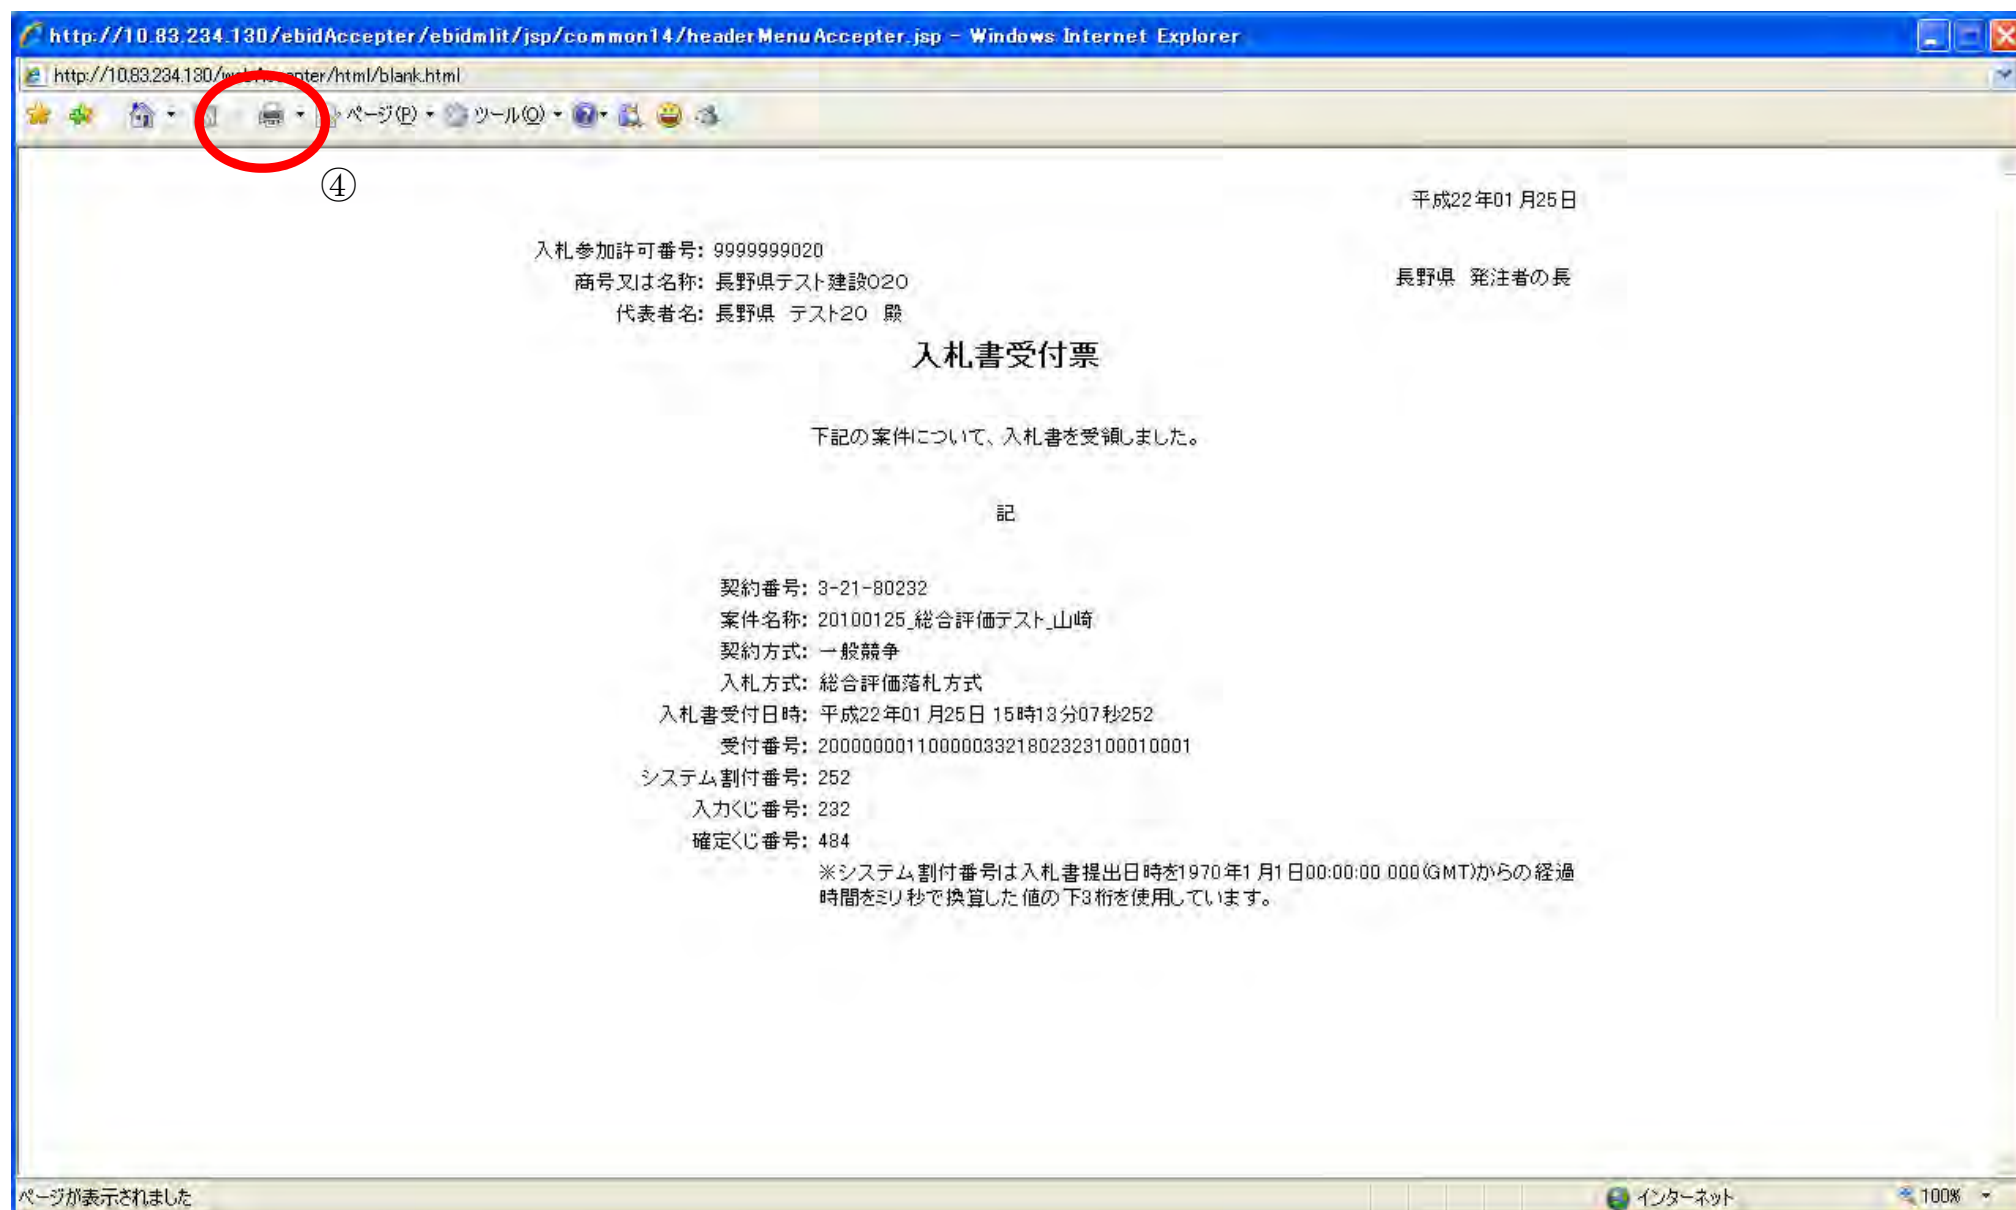 http://10.83.234.130/ebidAccepter/ebidmlit/jsp/common14/headerMenuAccepter.jsp - Windows Internet Explorer
http://10.83.234.130/webAccepter/html/blank.html
ページ(P) ツール(O)
④
平成22年01月25日
入札参加許可番号: 9999999020
商号又は名称: 長野県テスト建設020
長野県 発注者の長
代表者名: 長野県 テスト20 殿
入札書受付票
下記の案件について、入札書を受領しました。
記
契約番号: 3-21-80232
案件名称: 20100125_総合評価テスト_山崎
契約方式: 一般競争
入札方式: 総合評価落札方式
入札書受付日時: 平成22年01月25日 15時13分07秒252
受付番号: 2000000011000003321802323100010001
システム割付番号: 252
入力くじ番号: 232
確定くじ番号: 484
※システム割付番号は入札書提出日時を1970年1月1日00:00:00.000(GMT)からの経過
時間をミリ秒で換算した値の下3桁を使用しています。
ページが表示されました
インターネット
100%